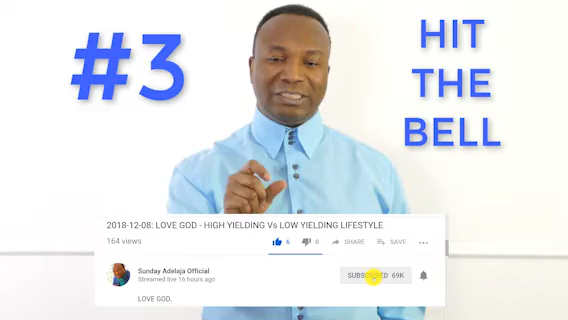 #3
HIT
THE
BELL
2018-12-08: LOVE GOD - HIGH YIELDING Vs LOW YIELDING LIFESTYLE
164 views
6
0
SHARE
SAVE
Sunday Adelaja Official
SUBSCRIBED 69K
Streamed live 16 hours ago
LOVE GOD.